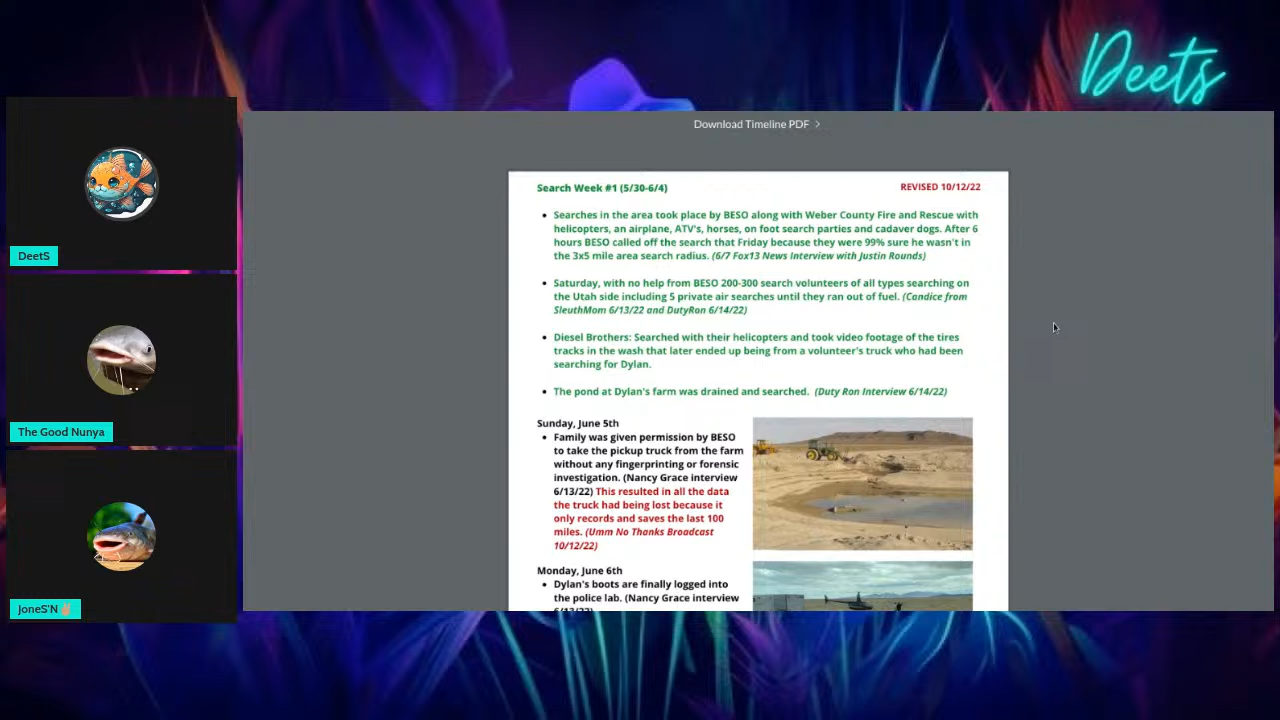 Deets
Download Timeline PDF
Search Week #1 (5/30-6/4)
REVISED 10/12/22
Searches in the area took place by BESO along with Weber County Fire and Rescue with
helicopters, an airplane, ATV's, horses, on foot search parties and cadaver dogs. After 6
hours BESO called off the search that Friday because they were 99% sure he wasn't in
the 3x5 mile area search radius. (6/7 Fox13 News Interview with Justin Rounds)
Saturday, with no help from BESO 200-300 search volunteers of all types searching on
the Utah side including 5 private air searches until they ran out of fuel. (Candice from
SleuthMom 6/13/22 and DutyRon 6/14/22)
Diesel Brothers: Searched with their helicopters and took video footage of the tires
tracks in the wash that later ended up being from a volunteer's truck who had been
searching for Dylan.
The pond at Dylan's farm was drained and searched. (Duty Ron Interview 6/14/22)
Sunday, June 5th
Family was given permission by BESO
to take the pickup truck from the farm
without any fingerprinting or forensic
investigation. (Nancy Grace interview
6/13/22) This resulted in all the data
the truck had being lost because it
only records and saves the last 100
miles. (Umm No Thanks Broadcast
10/12/22)
Monday, June 6th
Dylan's boots are finally logged into
the police lab. (Nancy Grace interview
6/13/22)
DeetS
The Good Nunya
JoneS'N✌🏼